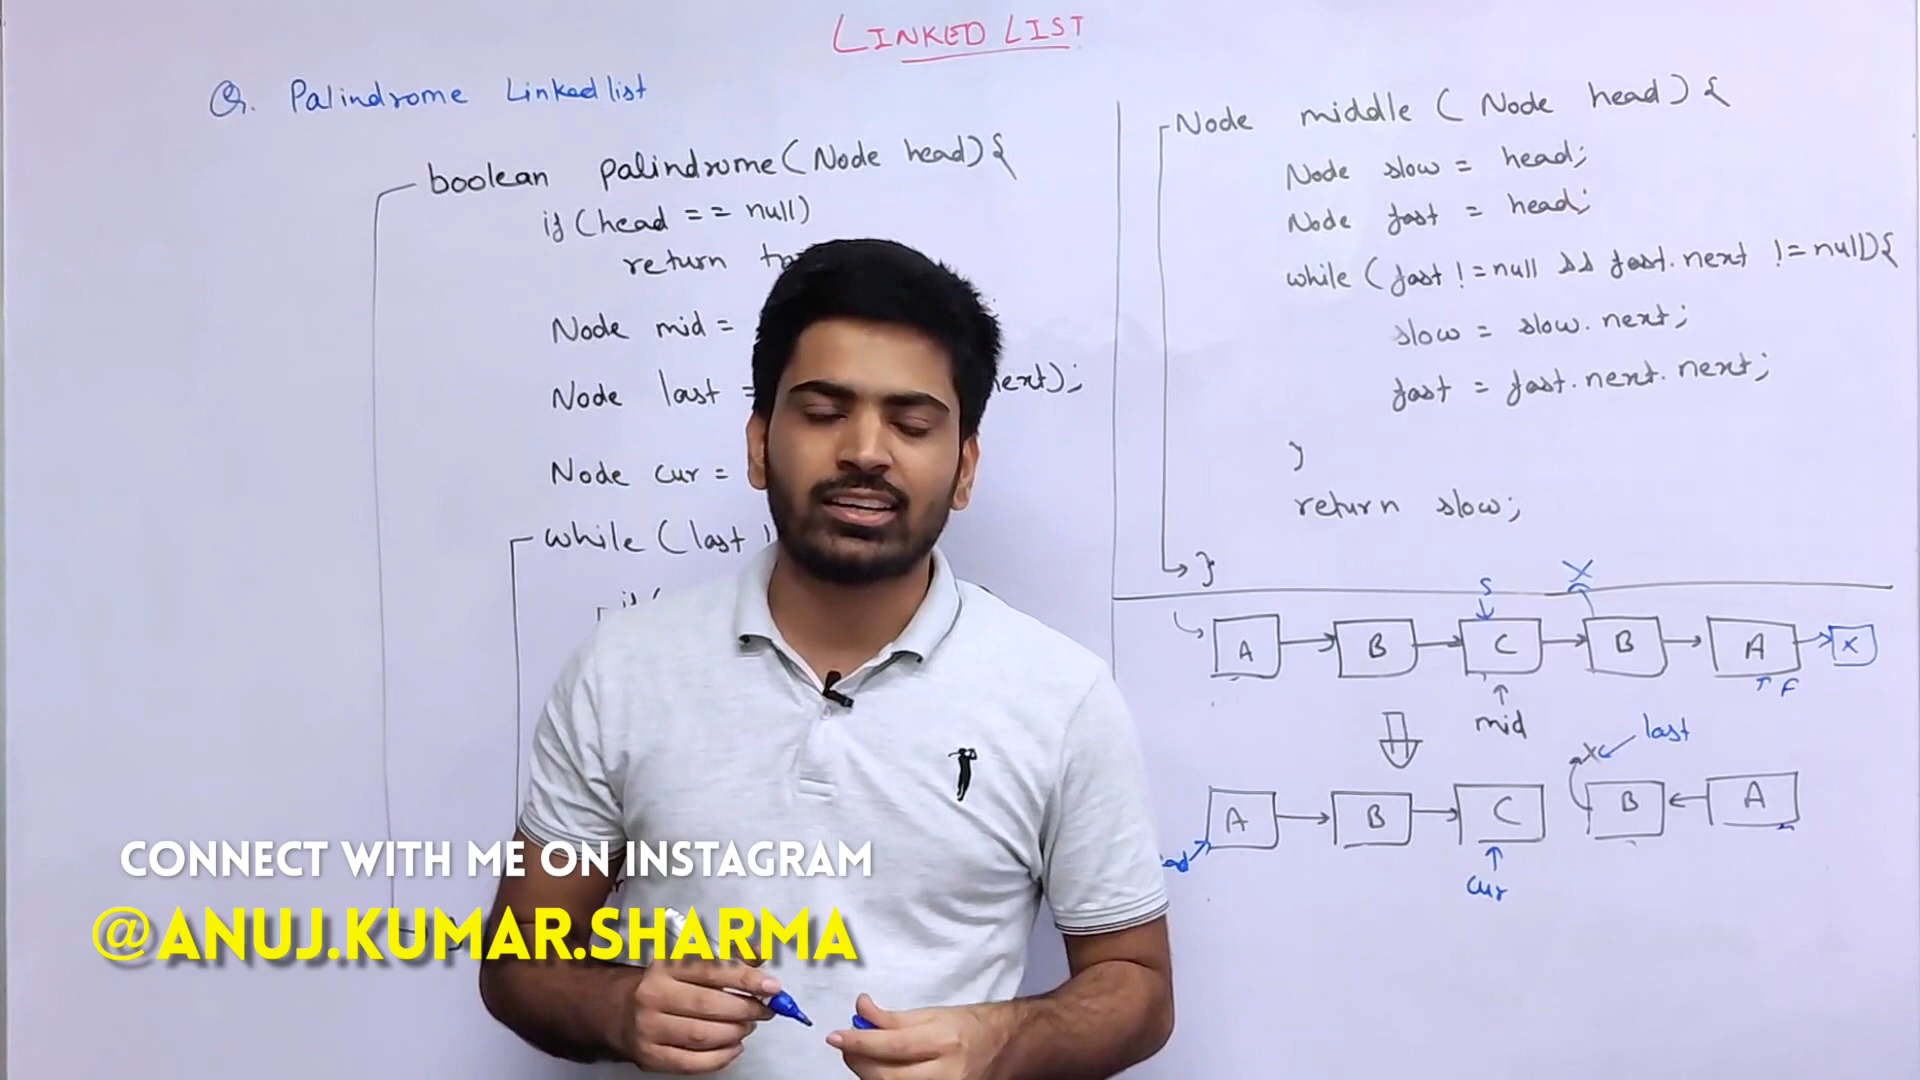 LINKED LIST
Q. Palindrome Linked list
boolean palindrome(Node head){
if (head == null)
return
Node mid =
Node last = next);
Node cur =
while (last !
if (
Node middle (Node head) {
Node slow = head;
Node fast = head;
while (fast != null && fast.next != null){
slow = slow.next;
fast = fast.next.next;
}
return slow;
}
S X
A B C B A X
mid F
last
X
A B C B A
cur
CONNECT WITH ME ON INSTAGRAM
@ANUJ.KUMAR.SHARMA